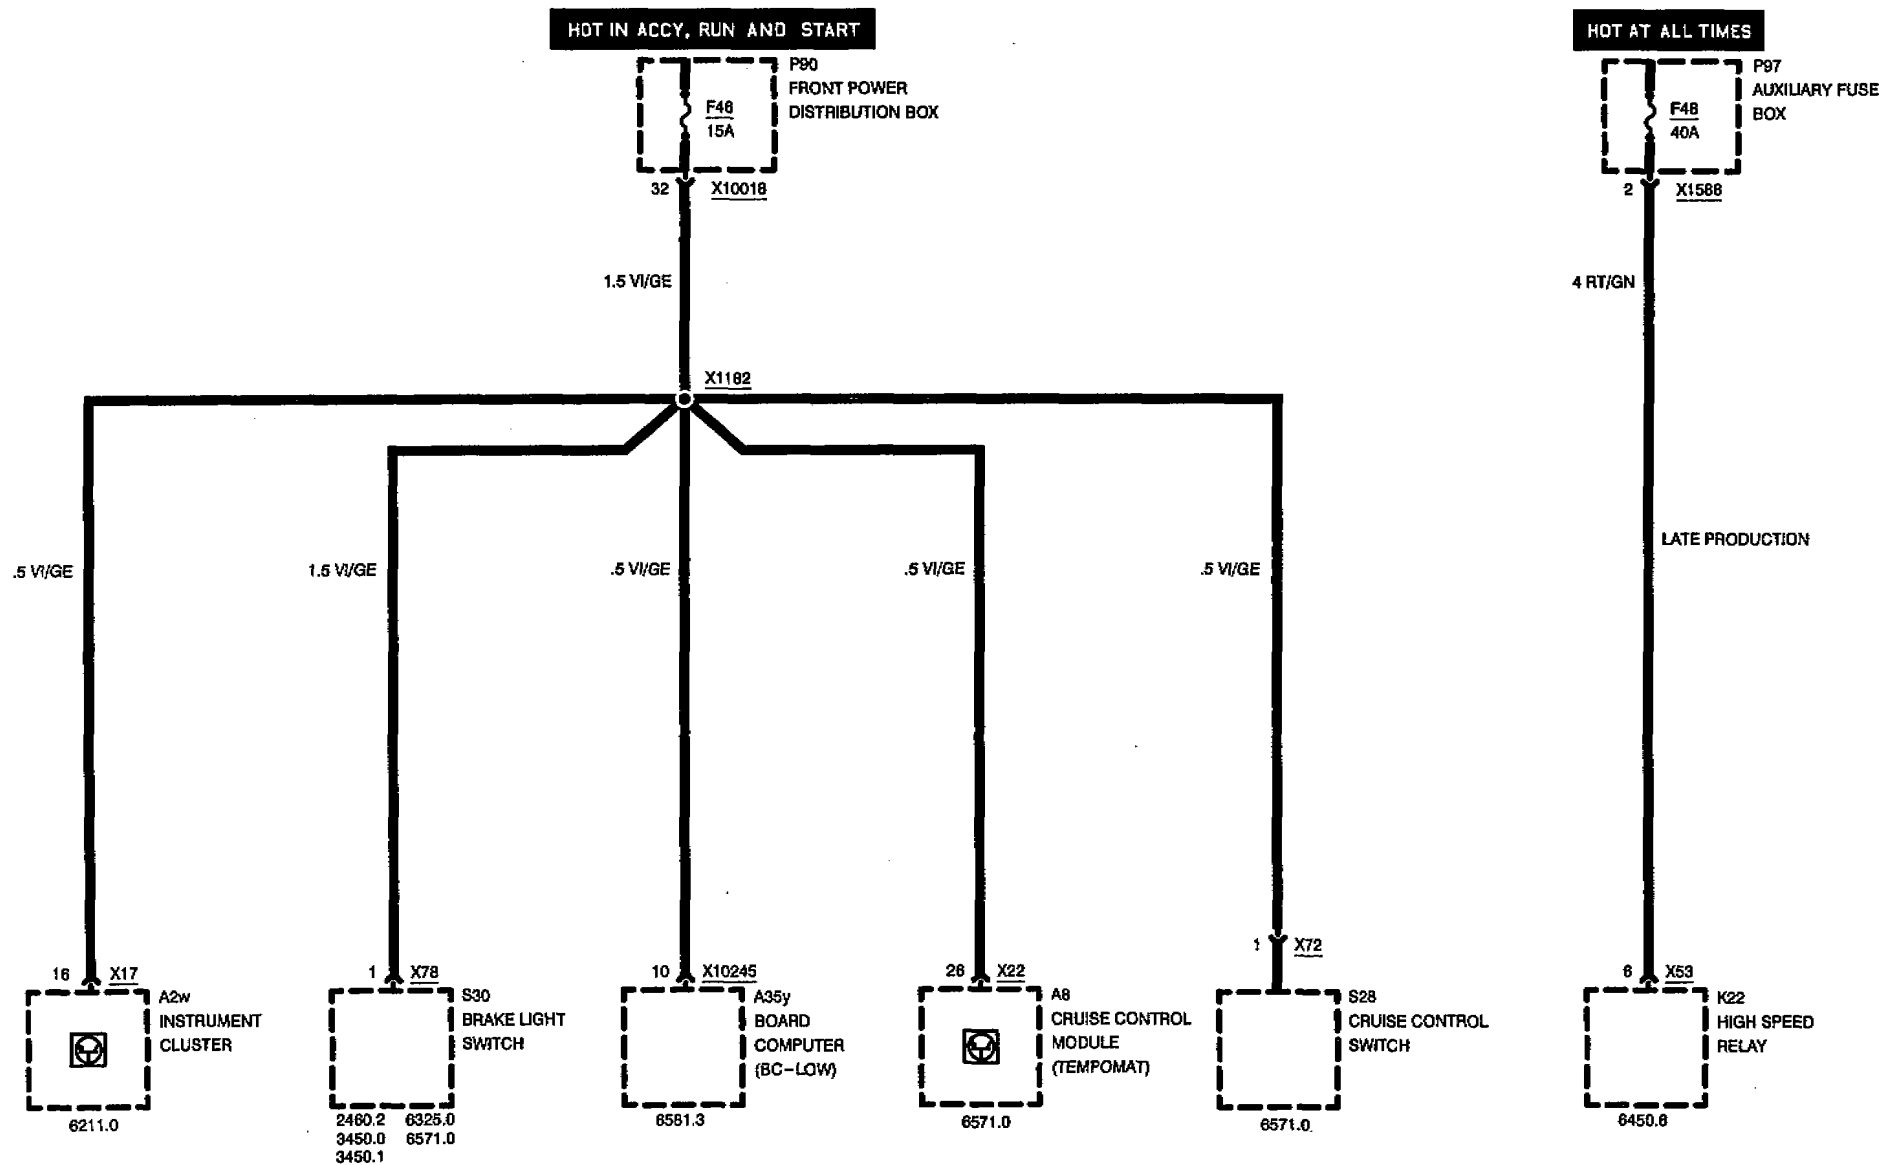 HOT IN ACCY, RUN AND START
P90
FRONT POWER
DISTRIBUTION BOX
F46
15A
32
X10018
1.5 VI/GE
X1182
.5 VI/GE
1.5 VI/GE
.5 VI/GE
.5 VI/GE
.5 VI/GE
HOT AT ALL TIMES
P97
AUXILIARY FUSE
BOX
F48
40A
2
X1588
4 RT/GN
LATE PRODUCTION
16
X17
A2w
INSTRUMENT
CLUSTER
6211.0
1
X78
S30
BRAKE LIGHT
SWITCH
2460.2
3450.0
3450.1
6325.0
6571.0
10
X10245
A35y
BOARD
COMPUTER
(BC-LOW)
6581.3
26
X22
A8
CRUISE CONTROL
MODULE
(TEMPOMAT)
6571.0
1
X72
S28
CRUISE CONTROL
SWITCH
6571.0
6
X53
K22
HIGH SPEED
RELAY
6450.6